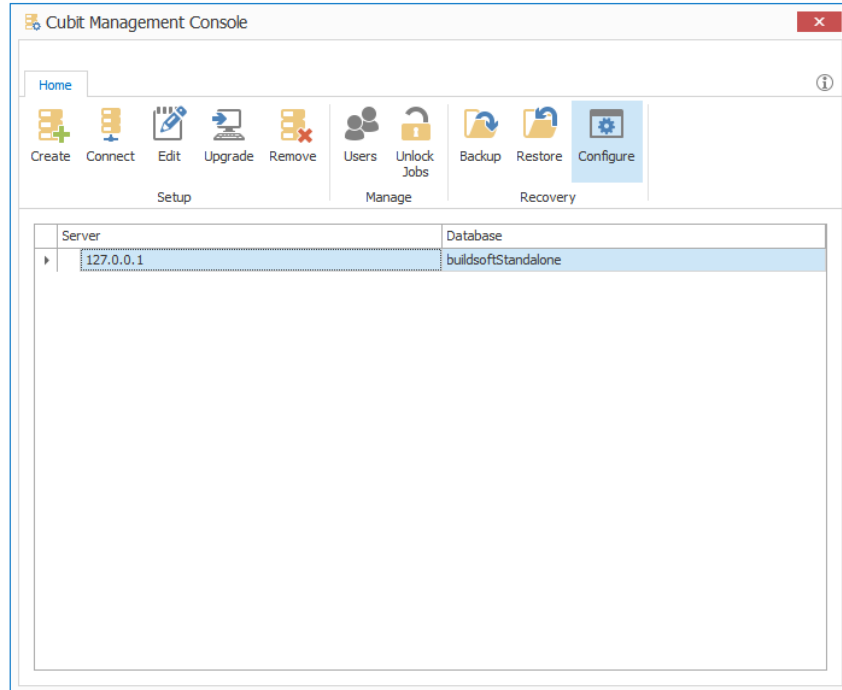 Cubit Management Console
Home
Create Connect Edit Upgrade Remove Users Unlock Jobs Backup Restore Configure
Setup Manage Recovery
Server Database
127.0.0.1 buildsoftStandalone